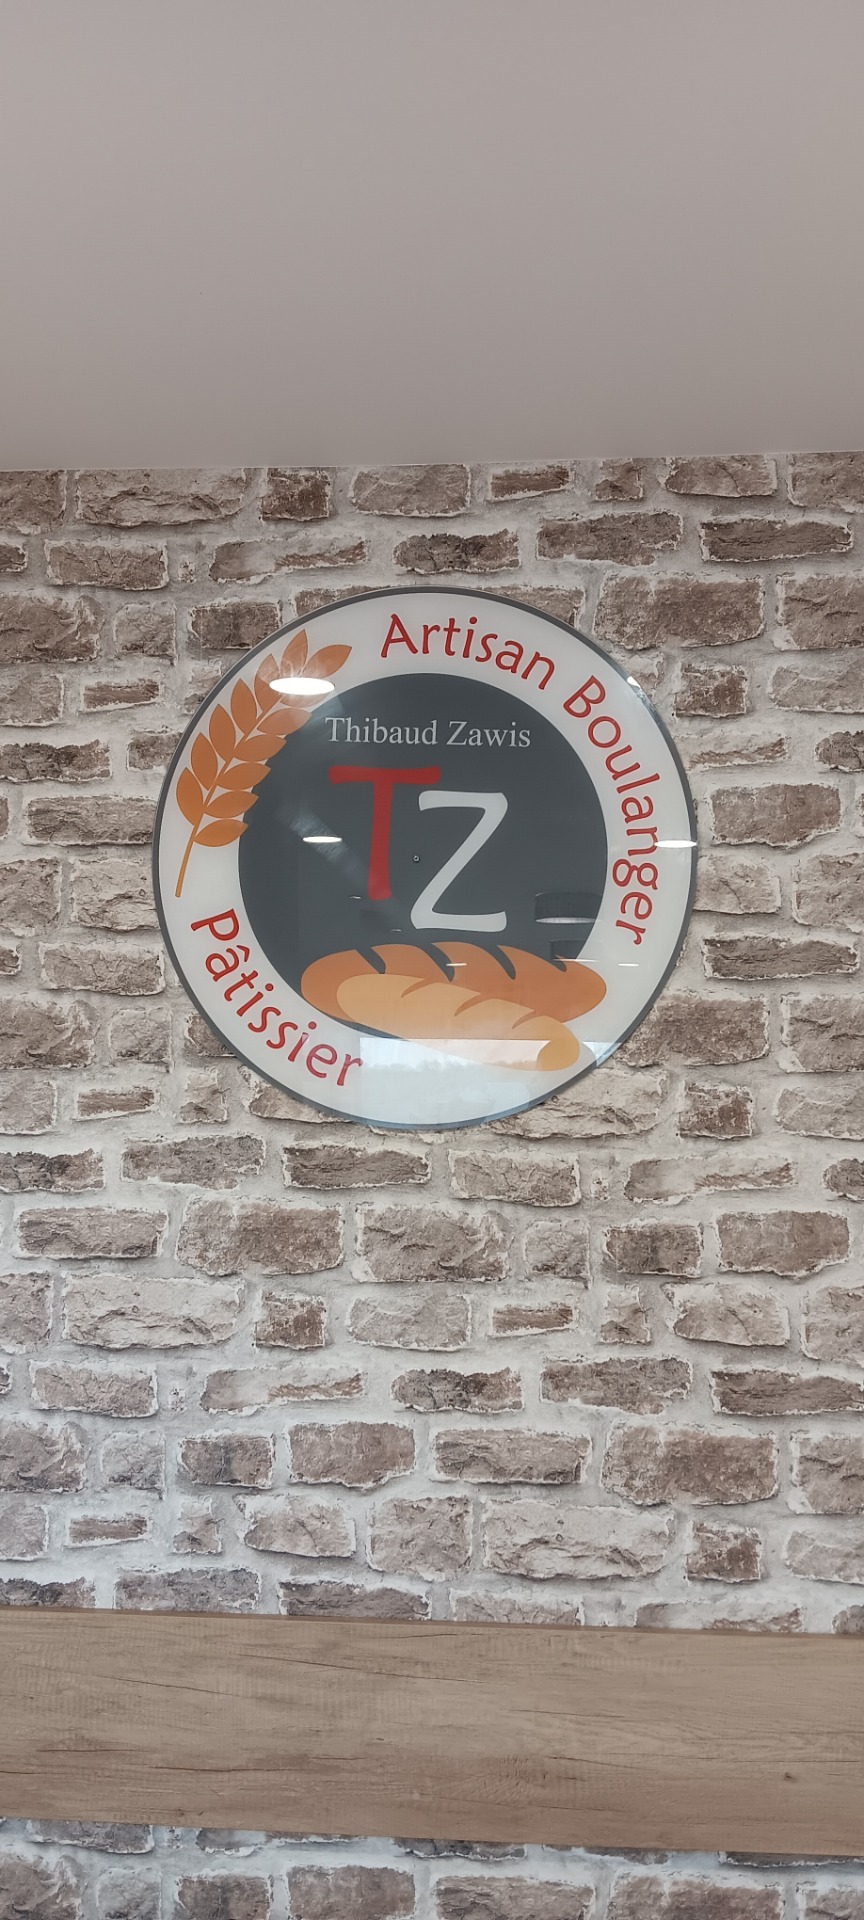 Artisan Boulanger
Pâtissier
Thibaud Zawis
TZ